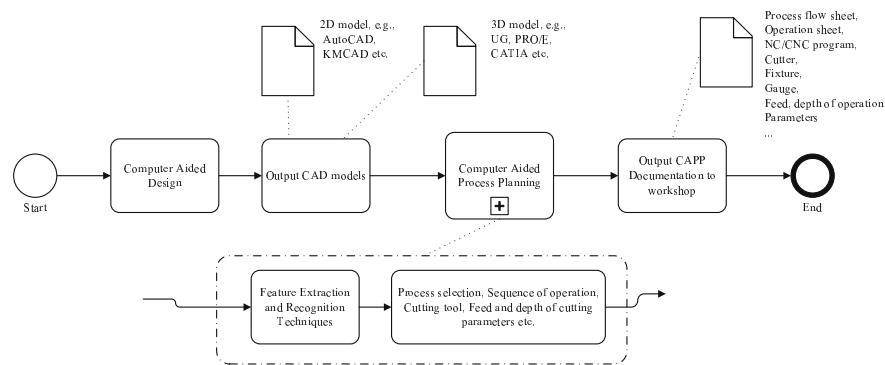 2D model, e.g.,
AutoCAD,
KMCAD etc.
3D model, e.g.,
UG, PRO/E,
CATIA etc.
Process flow sheet,
Operation sheet,
NC/CNC program,
Cutter,
Fixture,
Gauge,
Feed, depth of operation
Parameters
...
Start
Computer Aided
Design
Output CAD models
Computer Aided
Process Planning
Output CAPP
Documentation to
workshop
End
Feature Extraction
and Recognition
Techniques
Process selection, Sequence of operation,
Cutting tool, Feed and depth of cutting
parameters etc.